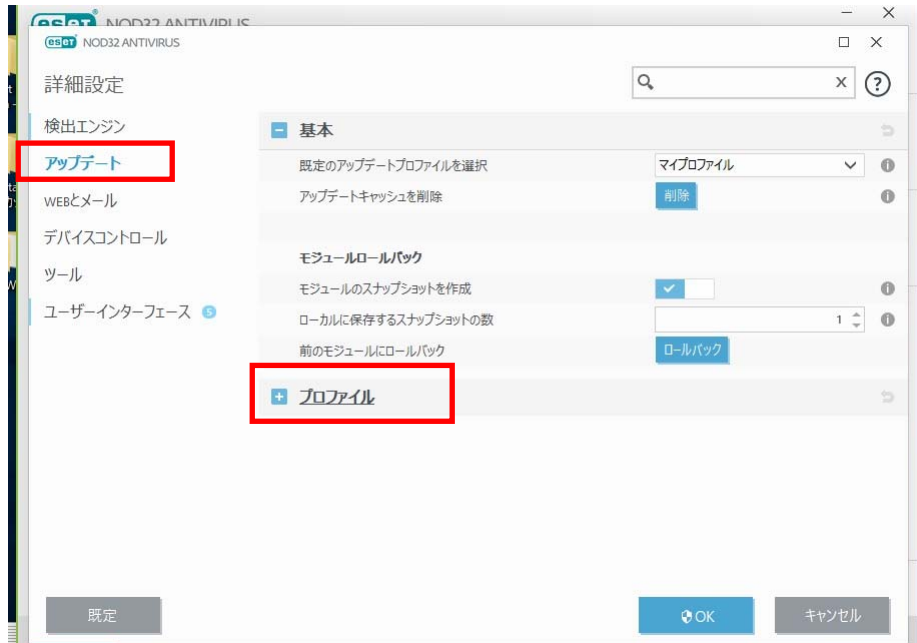 eset NOD32 ANTIVIRUS
eset NOD32 ANTIVIRUS
詳細設定
検出エンジン
アップデート
WEBとメール
デバイスコントロール
ツール
ユーザーインターフェース 5
基本
既定のアップデートプロファイルを選択 マイプロファイル
アップデートキャッシュを削除 削除
モジュールロールバック
モジュールのスナップショットを作成
ローカルに保存するスナップショットの数 1
前のモジュールにロールバック ロールバック
プロファイル
既定 OK キャンセル